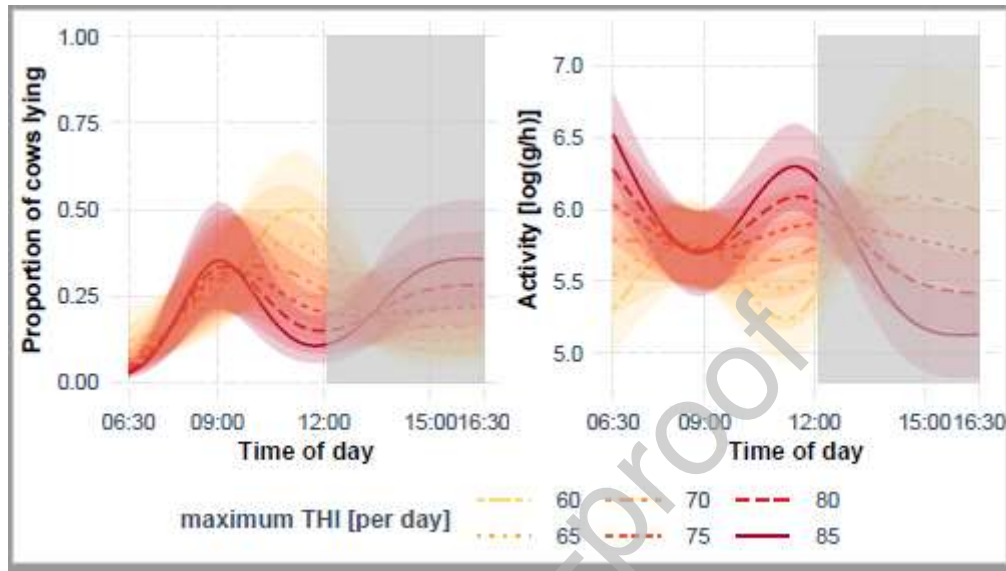 Proportion of cows lying
1.00
0.75
0.50
0.25
0.00
06:30 09:00 12:00 15:00 16:30
Time of day
Activity [log(g/h)]
7.0
6.5
6.0
5.5
5.0
06:30 09:00 12:00 15:00 16:30
Time of day
maximum THI [per day]
60 70 80
65 75 85